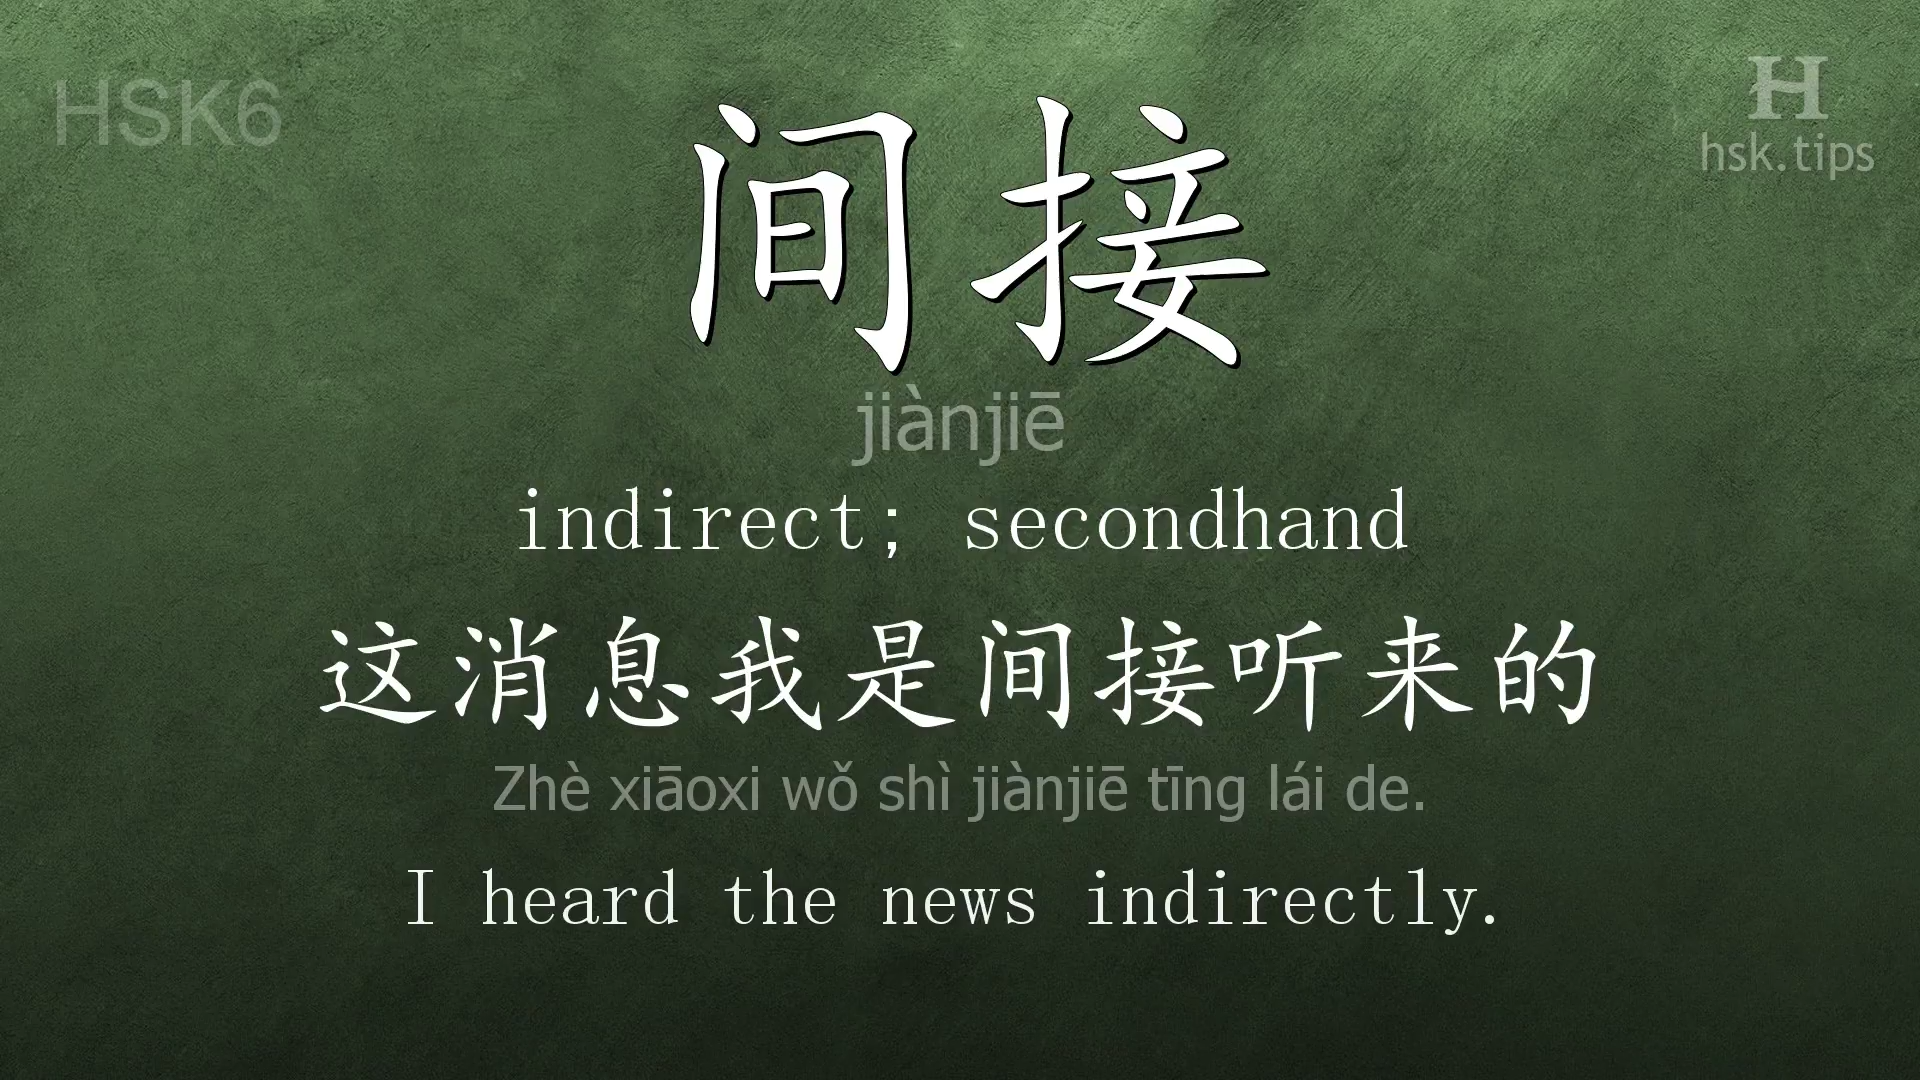 HSK6
H
hsk.tips
间接
jiànjiē
indirect; secondhand
这消息我是间接听来的
Zhè xiāoxi wǒ shì jiànjiē tīng lái de.
I heard the news indirectly.